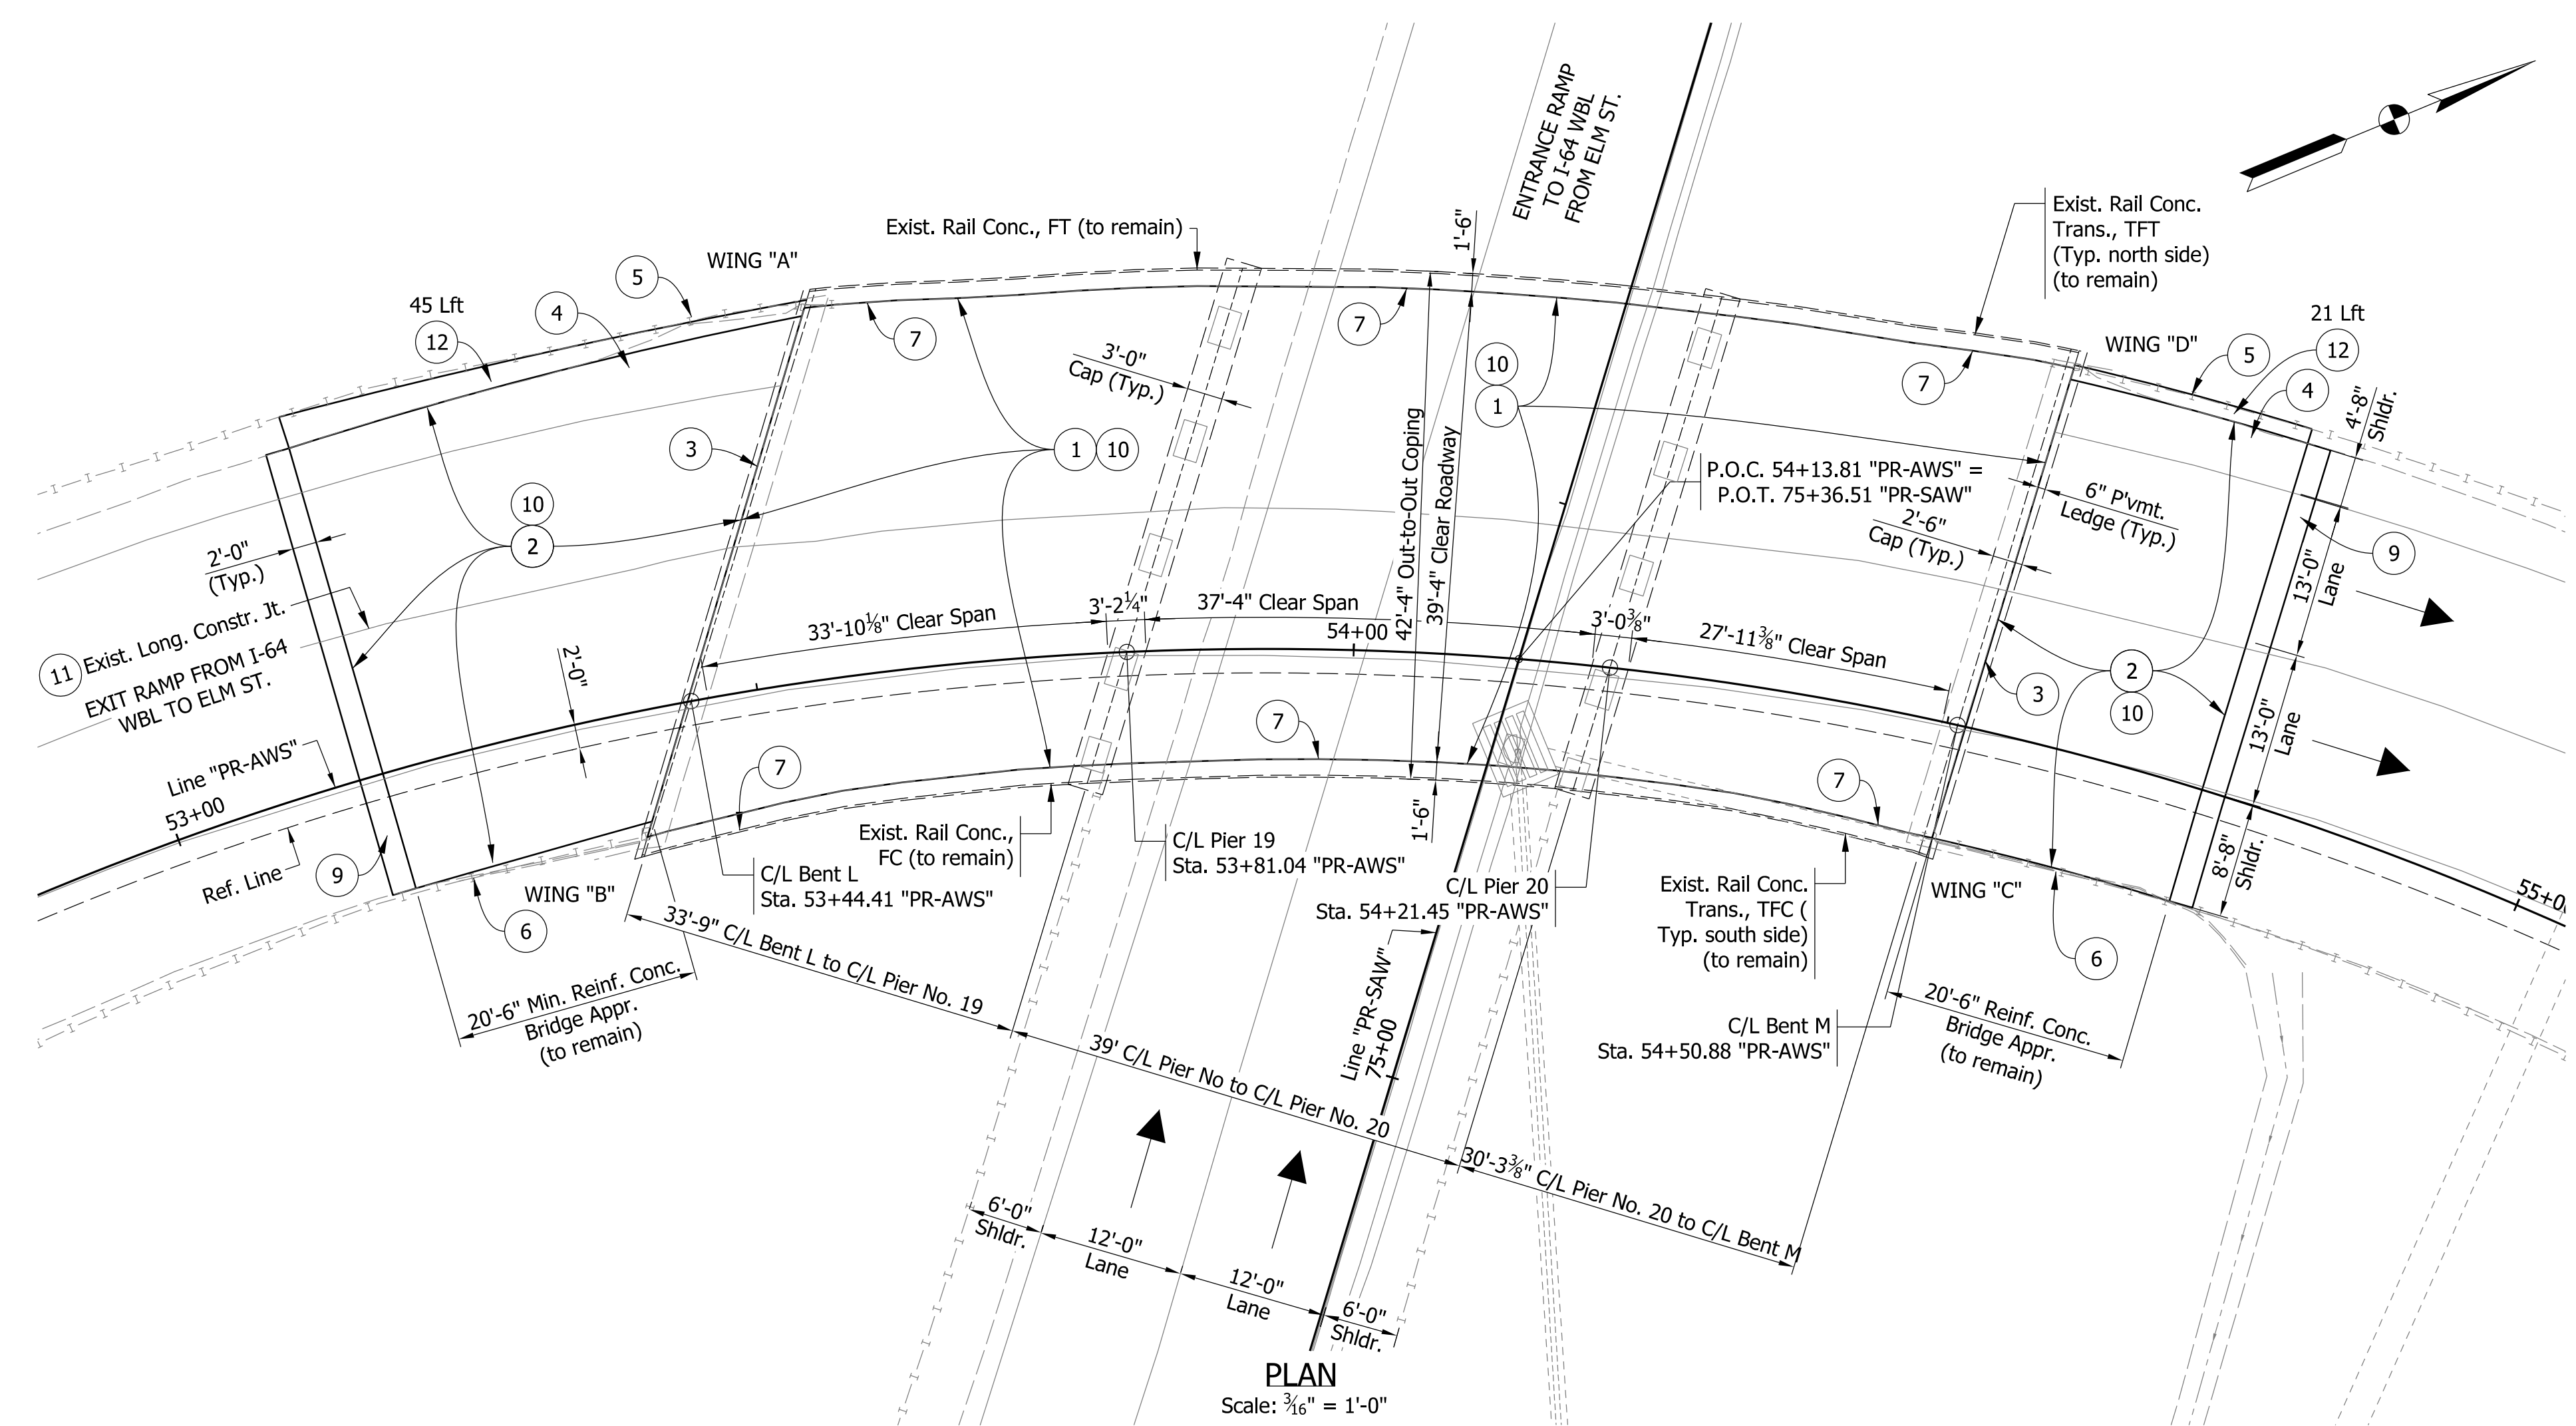 ENTRANCE RAMP
TO I-64 WBL
FROM ELM ST.
Exist. Rail Conc.
Trans., TFT
(Typ. north side)
(to remain)
Exist. Rail Conc., FT (to remain)
1'-6"
WING "A"
5
45 Lft
12
4
7
7
3'-0"
Cap (Typ.)
10
1
WING "D"
21 Lft
5
12
4
7
4'-8"
Shldr.
3
1
10
42'-4" Out-to-Out Coping
39'-4" Clear Roadway
P.O.C. 54+13.81 "PR-AWS" =
P.O.T. 75+36.51 "PR-SAW"
2'-6"
Cap (Typ.)
6" P'vmt.
Ledge (Typ.)
10
2
2'-0"
(Typ.)
9
13'-0"
Lane
11
Exist. Long. Constr. Jt.
EXIT RAMP FROM I-64
WBL TO ELM ST.
2'-0"
33'-10⅛" Clear Span
3'-2¼"
37'-4" Clear Span
54+00
3'-0⅜"
27'-11⅜" Clear Span
2
10
3
13'-0"
Lane
Line "PR-AWS"
53+00
7
7
7
Ref. Line
9
1'-6"
8'-8"
Shldr.
Exist. Rail Conc.,
FC (to remain)
C/L Pier 19
Sta. 53+81.04 "PR-AWS"
C/L Bent L
Sta. 53+44.41 "PR-AWS"
C/L Pier 20
Sta. 54+21.45 "PR-AWS"
Exist. Rail Conc.
Trans., TFC (
Typ. south side)
(to remain)
WING "C"
WING "B"
6
6
55+0
33'-9" C/L Bent L to C/L Pier No. 19
20'-6" Min. Reinf. Conc.
Bridge Appr.
(to remain)
39' C/L Pier No to C/L Pier No. 20
Line "PR-SAW"
75+00
C/L Bent M
Sta. 54+50.88 "PR-AWS"
20'-6" Reinf. Conc.
Bridge Appr.
(to remain)
30'-3⅜" C/L Pier No. 20 to C/L Bent M
6'-0"
Shldr.
12'-0"
Lane
12'-0"
Lane
6'-0"
Shldr.
PLAN
Scale: 3/16" = 1'-0"